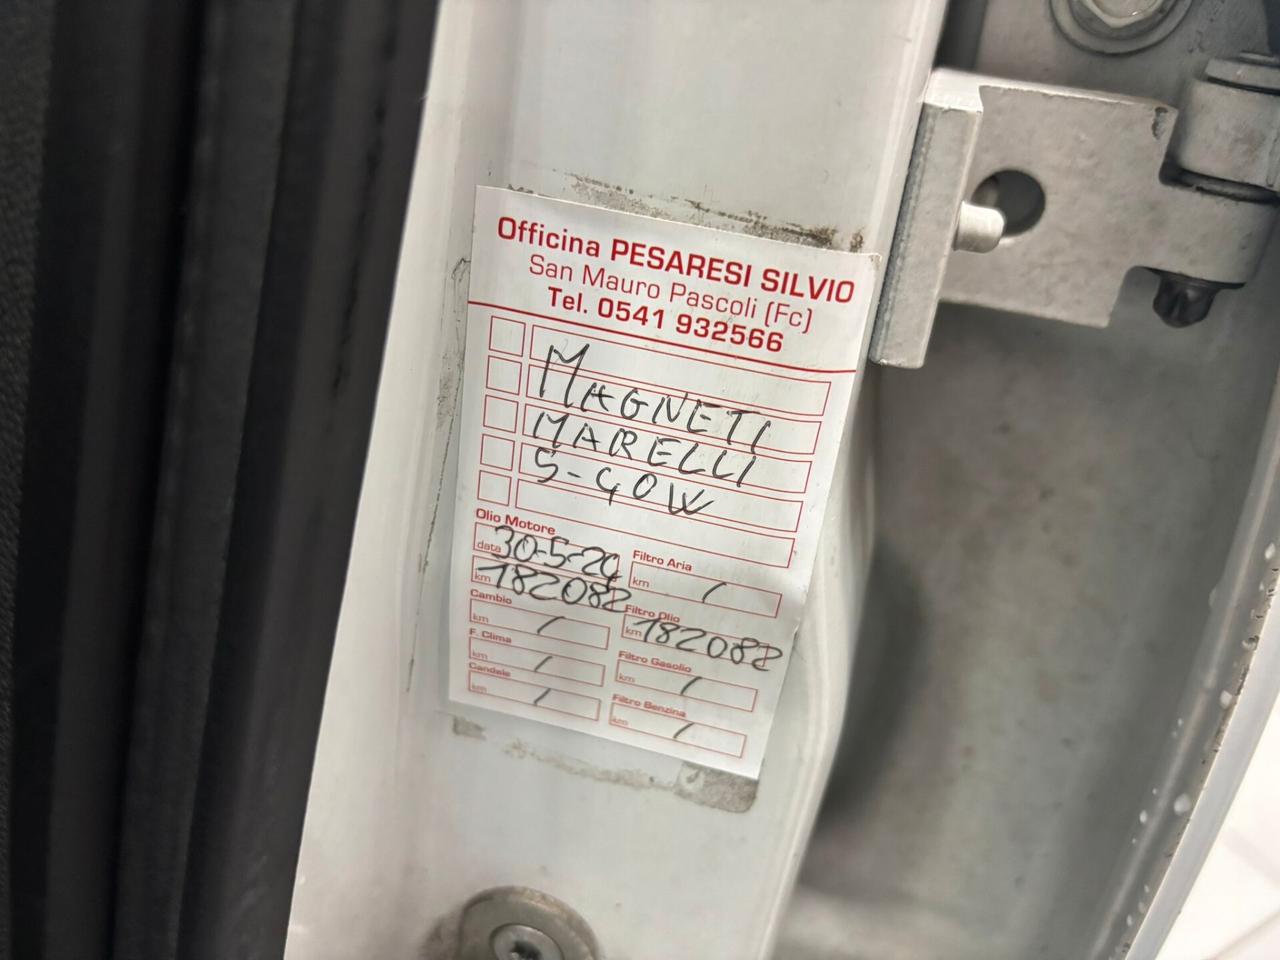 Officina PESARESI SILVIO
San Mauro Pascoli (Fc)
Tel. 0541 932566
MAGNETI
MARELLI
5-40W
Olio Motore
data 30-5-24
km 182082
Filtro Aria
km /
Cambio
km /
Filtro Olio
km 182082
F. Clima
km /
Filtro Gasolio
km /
Candele
km /
Filtro Benzina
km /